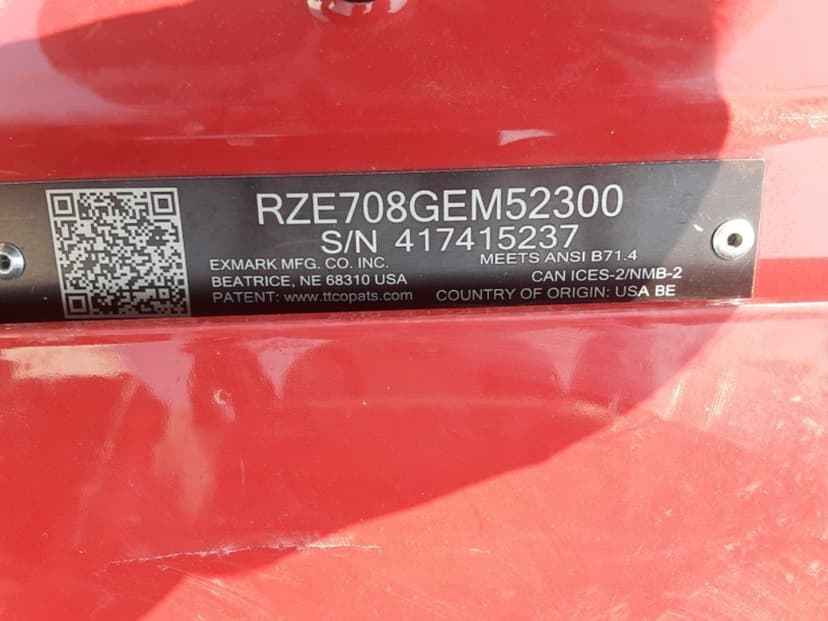 RZE708GEM52300
S/N 417415237
EXMARK MFG. CO. INC. MEETS ANSI B71.4
BEATRICE, NE 68310 USA CAN ICES-2/NMB-2
PATENT: www.ttcopats.com COUNTRY OF ORIGIN: USA BE